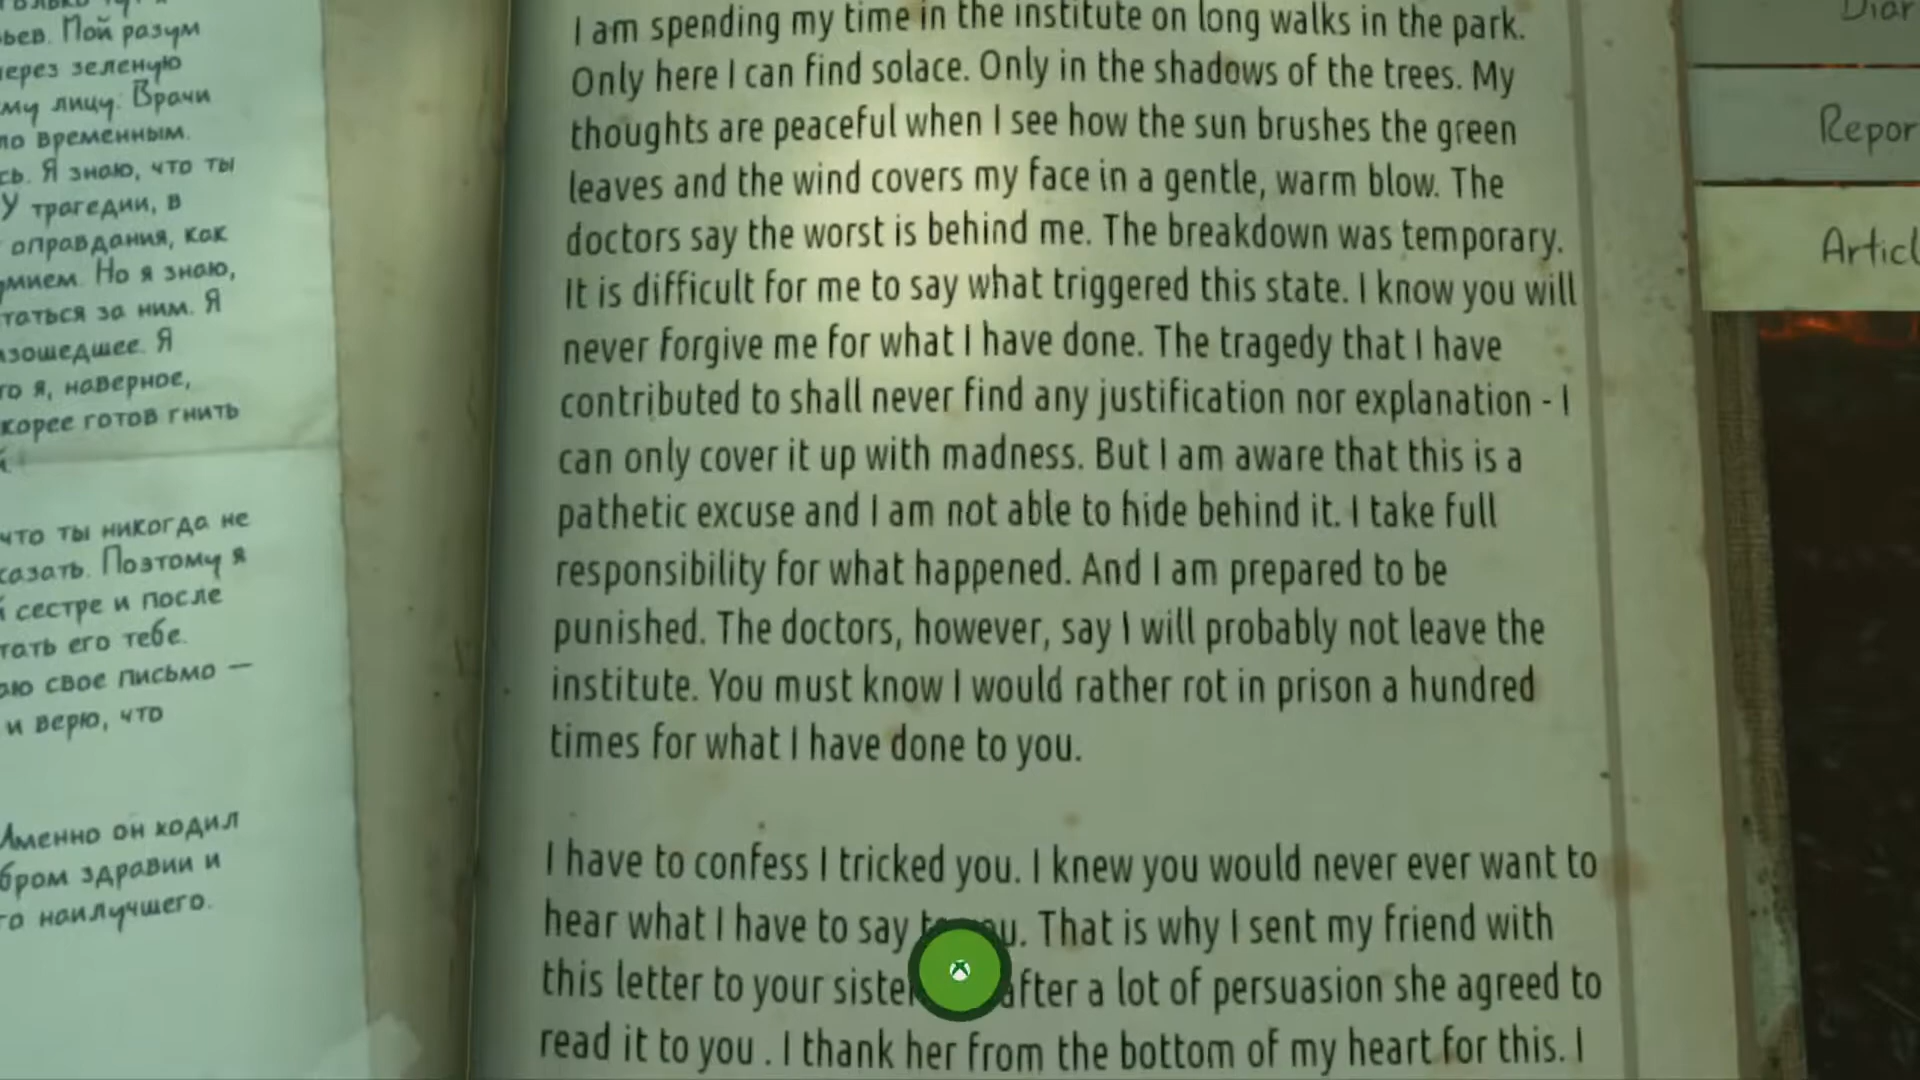 ьев. Пой разум
через зеленую
му лицу. Врачи
ло временным.
сь. Я знаю, что ты
У трагедии, в
оправдания, как
умием. Но я знаю,
таться за ним. Я
изошедшее. Я
го я, наверное,
корее готов гнить
что ты никогда не
казать. Поэтому я
й сестре и после
тать его тебе.
аю свое письмо —
и верю, что
Именно он ходил
бром здравии и
го наилучшего.
I am spending my time in the institute on long walks in the park.
Only here I can find solace. Only in the shadows of the trees. My
thoughts are peaceful when I see how the sun brushes the green
leaves and the wind covers my face in a gentle, warm blow. The
doctors say the worst is behind me. The breakdown was temporary.
It is difficult for me to say what triggered this state. I know you will
never forgive me for what I have done. The tragedy that I have
contributed to shall never find any justification nor explanation - I
can only cover it up with madness. But I am aware that this is a
pathetic excuse and I am not able to hide behind it. I take full
responsibility for what happened. And I am prepared to be
punished. The doctors, however, say I will probably not leave the
institute. You must know I would rather rot in prison a hundred
times for what I have done to you.
I have to confess I tricked you. I knew you would never ever want to
hear what I have to say That is why I sent my friend with
this letter to your sister after a lot of persuasion she agreed to
read it to you . I thank her from the bottom of my heart for this. I
Diar
Repor
Articl